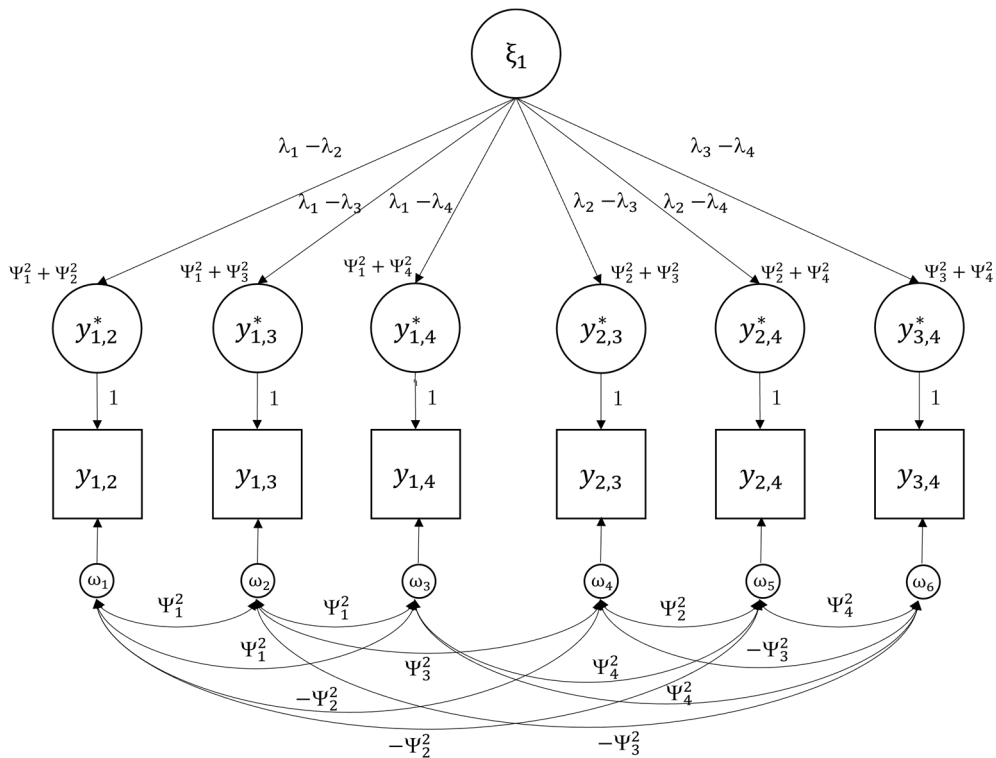 ξ₁
λ₁ −λ₂
λ₃ −λ₄
λ₁ −λ₃
λ₁ −λ₄
λ₂ −λ₃
λ₂ −λ₄
Ψ₁² + Ψ₂²
Ψ₁² + Ψ₃²
Ψ₁² + Ψ₄²
Ψ₂² + Ψ₃²
Ψ₂² + Ψ₄²
Ψ₃² + Ψ₄²
y*₁,₂
y*₁,₃
y*₁,₄
y*₂,₃
y*₂,₄
y*₃,₄
1
1
1
1
1
1
y₁,₂
y₁,₃
y₁,₄
y₂,₃
y₂,₄
y₃,₄
ω₁
ω₂
ω₃
ω₄
ω₅
ω₆
Ψ₁²
Ψ₁²
Ψ₂²
Ψ₄²
Ψ₁²
Ψ₃²
Ψ₄²
−Ψ₃²
−Ψ₂²
Ψ₄²
−Ψ₂²
−Ψ₃²